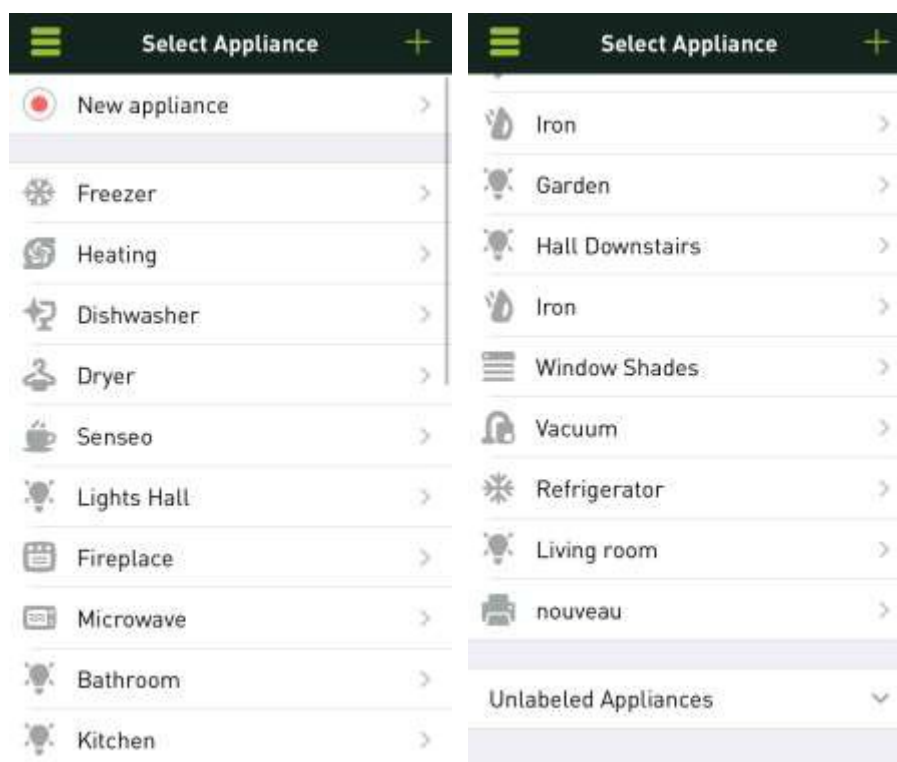 Select Appliance
New appliance
Freezer
Heating
Dishwasher
Dryer
Senseo
Lights Hall
Fireplace
Microwave
Bathroom
Kitchen
Select Appliance
Iron
Garden
Hall Downstairs
Iron
Window Shades
Vacuum
Refrigerator
Living room
nouveau
Unlabeled Appliances